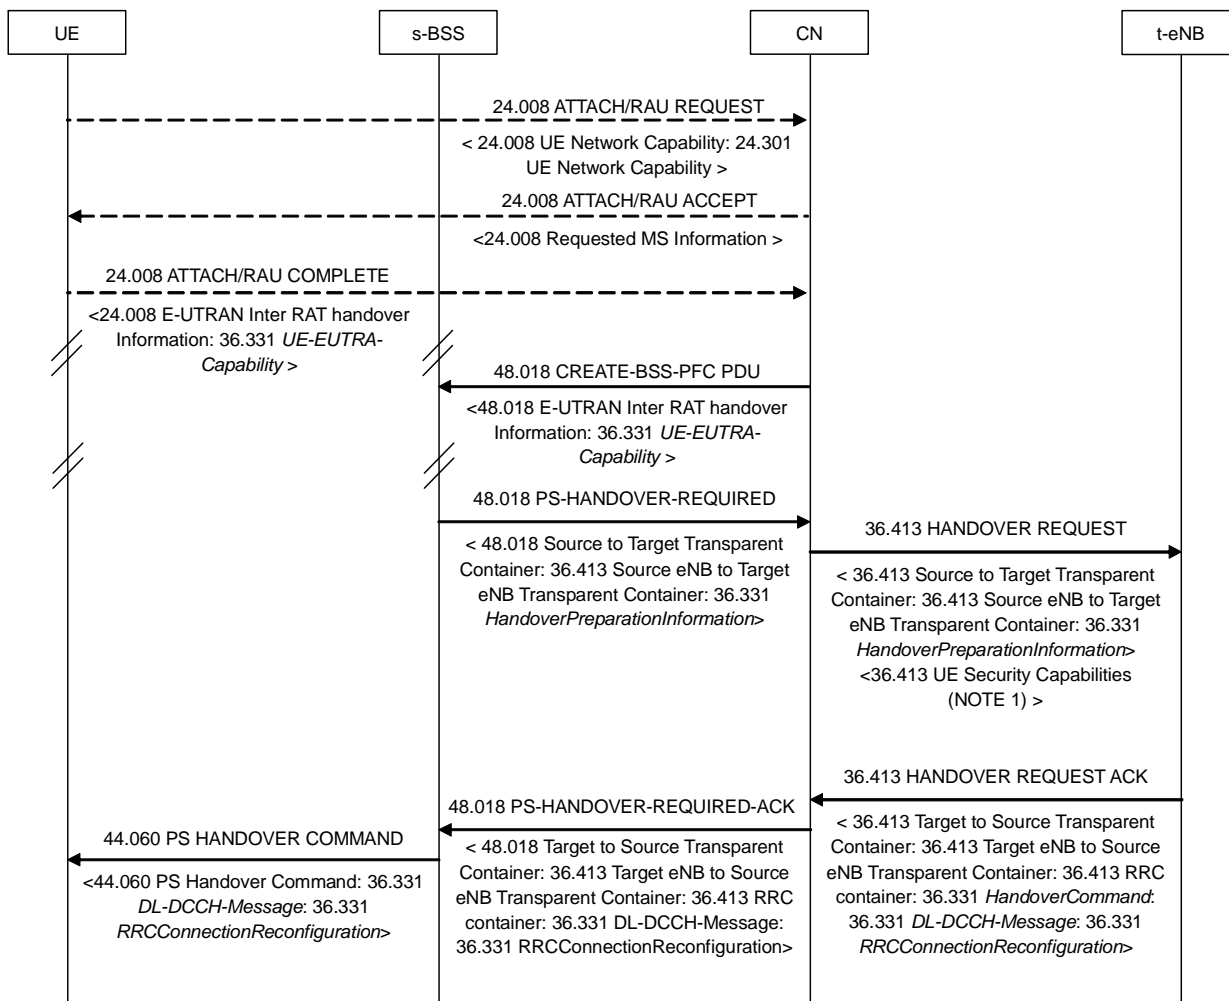 UE
s-BSS
CN
t-eNB
24.008 ATTACH/RAU REQUEST
< 24.008 UE Network Capability: 24.301
UE Network Capability >
24.008 ATTACH/RAU ACCEPT
<24.008 Requested MS Information >
24.008 ATTACH/RAU COMPLETE
<24.008 E-UTRAN Inter RAT handover
Information: 36.331 UE-EUTRA-
Capability >
48.018 CREATE-BSS-PFC PDU
<48.018 E-UTRAN Inter RAT handover
Information: 36.331 UE-EUTRA-
Capability >
48.018 PS-HANDOVER-REQUIRED
< 48.018 Source to Target Transparent
Container: 36.413 Source eNB to Target
eNB Transparent Container: 36.331
HandoverPreparationInformation>
36.413 HANDOVER REQUEST
< 36.413 Source to Target Transparent
Container: 36.413 Source eNB to Target
eNB Transparent Container: 36.331
HandoverPreparationInformation>
<36.413 UE Security Capabilities
(NOTE 1) >
36.413 HANDOVER REQUEST ACK
< 36.413 Target to Source Transparent
Container: 36.413 Target eNB to Source
eNB Transparent Container: 36.413 RRC
container: 36.331 HandoverCommand:
36.331 DL-DCCH-Message: 36.331
RRCConnectionReconfiguration>
48.018 PS-HANDOVER-REQUIRED-ACK
< 48.018 Target to Source Transparent
Container: 36.413 Target eNB to Source
eNB Transparent Container: 36.413 RRC
container: 36.331 DL-DCCH-Message:
36.331 RRCConnectionReconfiguration>
44.060 PS HANDOVER COMMAND
<44.060 PS Handover Command: 36.331
DL-DCCH-Message: 36.331
RRCConnectionReconfiguration>